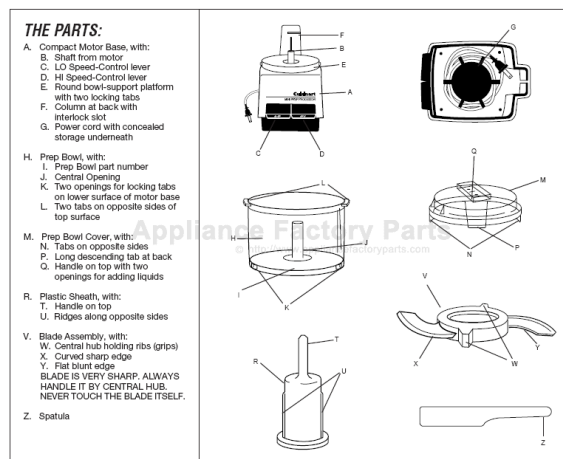 THE PARTS:
A. Compact Motor Base, with:
B. Shaft from motor
C. LO Speed-Control lever
D. HI Speed-Control lever
E. Round bowl-support platform
with two locking tabs
F. Column at back with
interlock slot
G. Power cord with concealed
storage underneath
H. Prep Bowl, with:
I. Prep Bowl part number
J. Central Opening
K. Two openings for locking tabs
on lower surface of motor base
L. Two tabs on opposite sides of
top surface
M. Prep Bowl Cover, with:
N. Tabs on opposite sides
P. Long descending tab at back
Q. Handle on top with two
openings for adding liquids
R. Plastic Sheath, with:
T. Handle on top
U. Ridges along opposite sides
V. Blade Assembly, with:
W. Central hub holding ribs (grips)
X. Curved sharp edge
Y. Flat blunt edge
BLADE IS VERY SHARP. ALWAYS
HANDLE IT BY CENTRAL HUB.
NEVER TOUCH THE BLADE ITSELF.
Z. Spatula
F
B
E
Cuisinart
A
C
D
G
L
H
J
I
K
Q
M
N
P
T
R
U
V
X
W
Y
Z
Appliance Factory Parts